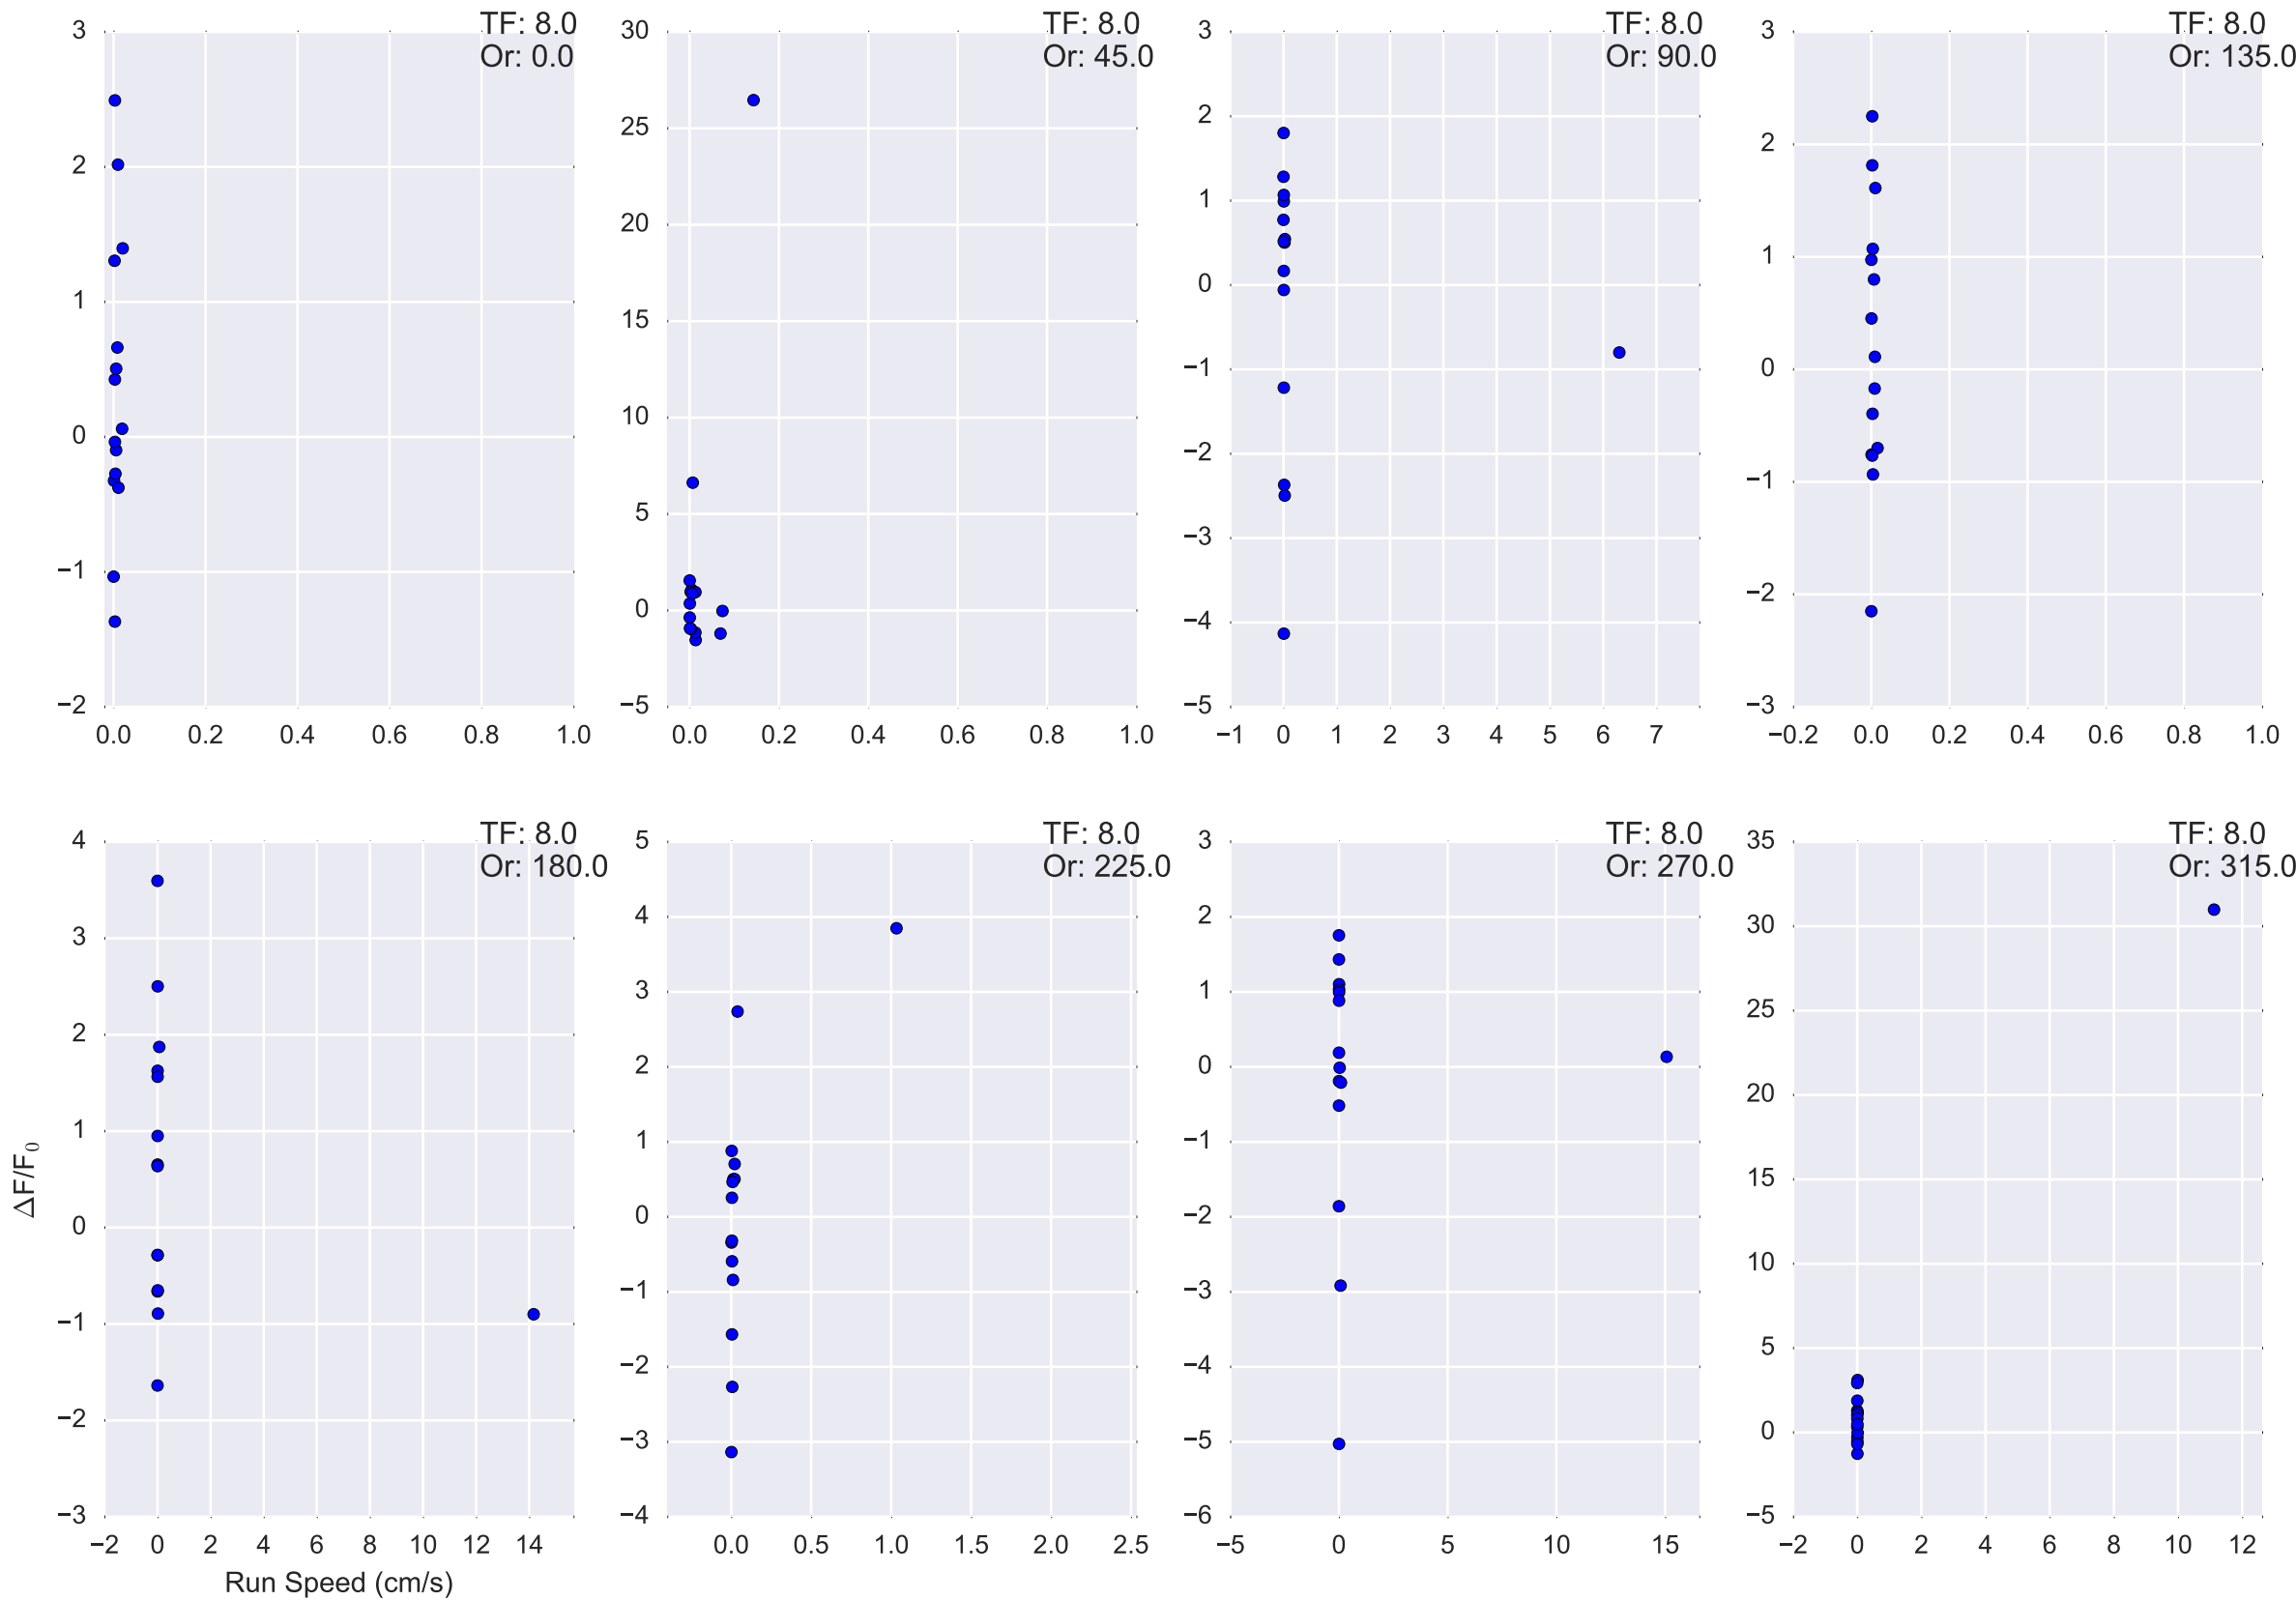 TF: 8.0
Or: 0.0
3
2
1
0
−1
−2
0.0 0.2 0.4 0.6 0.8 1.0
TF: 8.0
Or: 45.0
30
25
20
15
10
5
0
−5
0.0 0.2 0.4 0.6 0.8 1.0
TF: 8.0
Or: 90.0
3
2
1
0
−1
−2
−3
−4
−5
−1 0 1 2 3 4 5 6 7
TF: 8.0
Or: 135.0
3
2
1
0
−1
−2
−3
−0.2 0.0 0.2 0.4 0.6 0.8 1.0
TF: 8.0
Or: 180.0
4
3
2
1
0
−1
−2
−3
ΔF/F₀
−2 0 2 4 6 8 10 12 14
Run Speed (cm/s)
TF: 8.0
Or: 225.0
5
4
3
2
1
0
−1
−2
−3
−4
0.0 0.5 1.0 1.5 2.0 2.5
TF: 8.0
Or: 270.0
3
2
1
0
−1
−2
−3
−4
−5
−6
−5 0 5 10 15
TF: 8.0
Or: 315.0
35
30
25
20
15
10
5
0
−5
−2 0 2 4 6 8 10 12